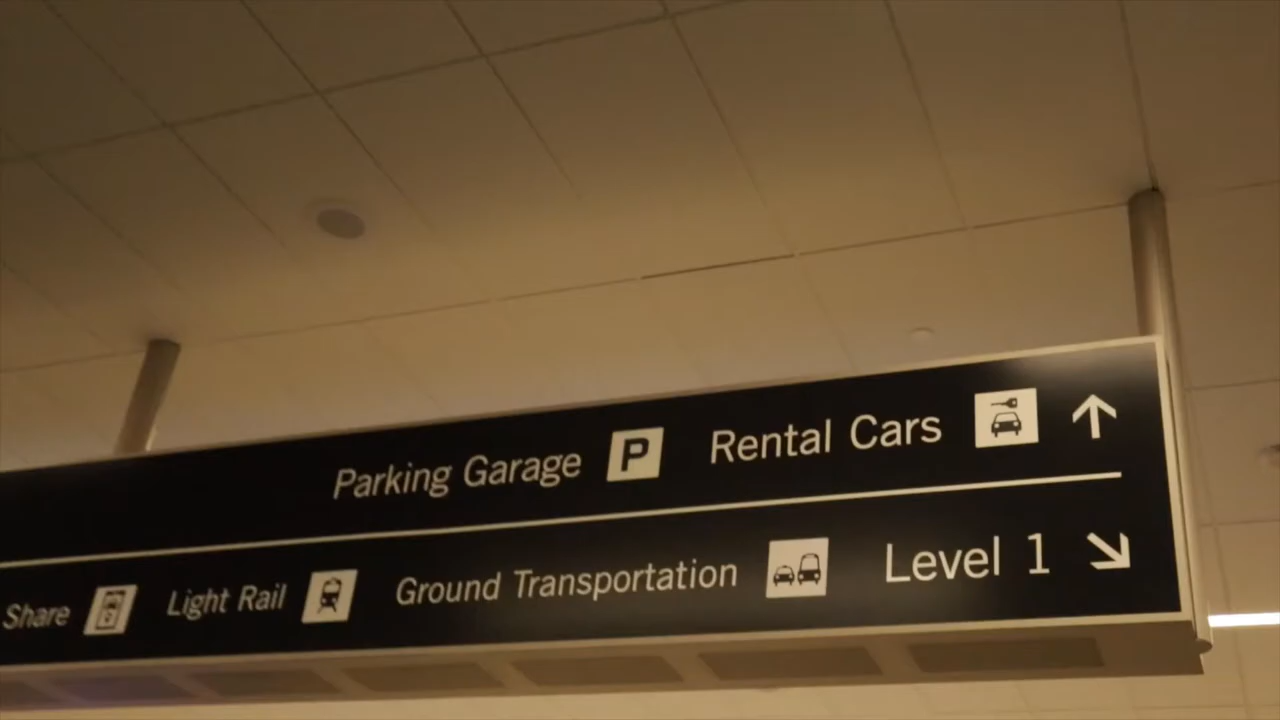 Parking Garage P Rental Cars
Share Light Rail Ground Transportation Level 1